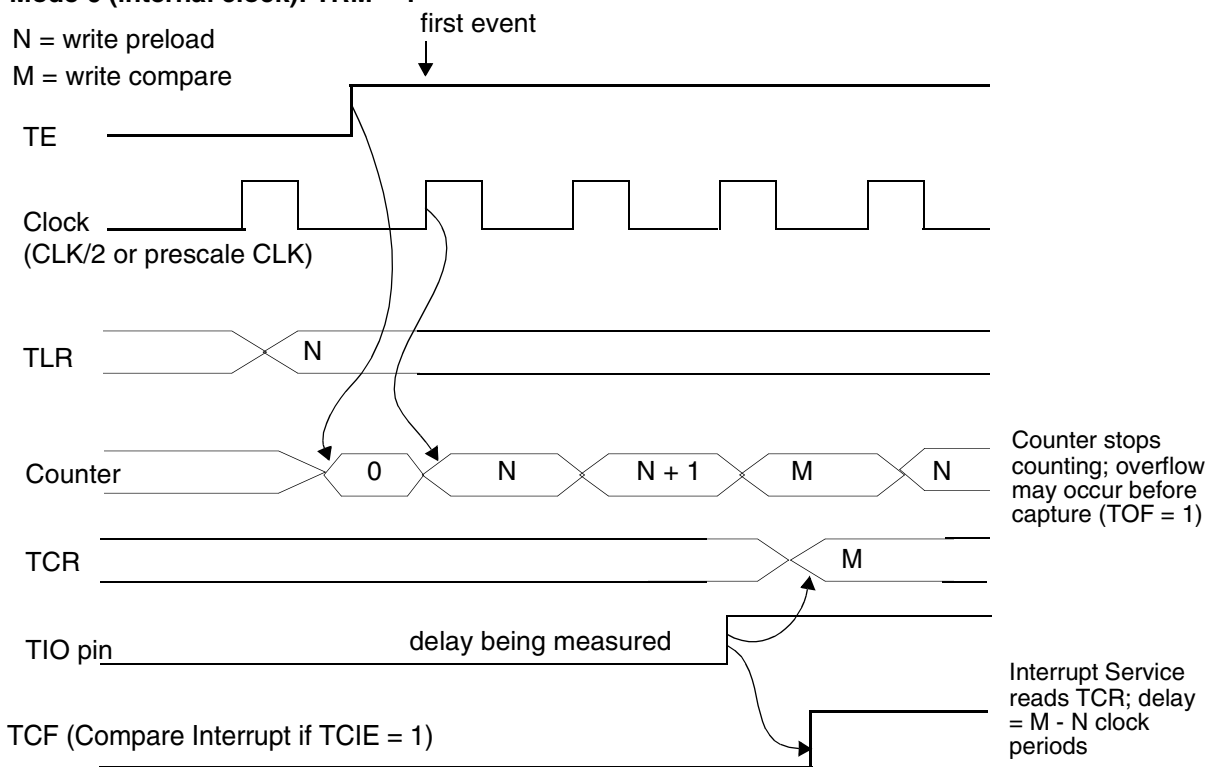 N = write preload
M = write compare
first event
TE
Clock
(CLK/2 or prescale CLK)
TLR
N
Counter
0
N
N + 1
M
N
Counter stops
counting; overflow
may occur before
capture (TOF = 1)
TCR
M
TIO pin
delay being measured
Interrupt Service
reads TCR; delay
= M - N clock
periods
TCF (Compare Interrupt if TCIE = 1)